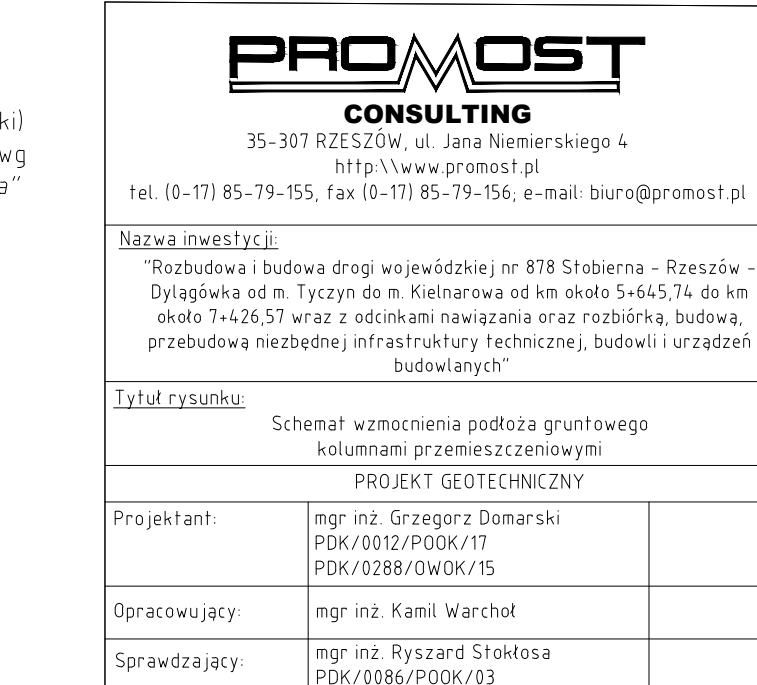 ki)
wg
a"
PROMOST
CONSULTING
35-307 RZESZÓW, ul. Jana Niemierskiego 4
http:\\www.promost.pl
tel. (0-17) 85-79-155, fax (0-17) 85-79-156; e-mail: biuro@promost.pl
Nazwa inwestycji:
"Rozbudowa i budowa drogi wojewódzkiej nr 878 Stobierna - Rzeszów -
Dylągówka od m. Tyczyn do m. Kielnarowa od km około 5+645,74 do km
około 7+426,57 wraz z odcinkami nawiązania oraz rozbiórką, budową,
przebudową niezbędnej infrastruktury technicznej, budowli i urządzeń
budowlanych"
Tytuł rysunku:
Schemat wzmocnienia podłoża gruntowego
kolumnami przemieszczeniowymi
PROJEKT GEOTECHNICZNY
Projektant:
mgr inż. Grzegorz Domarski
PDK/0012/POOK/17
PDK/0288/OWOK/15
Opracowujący:
mgr inż. Kamil Warchoł
Sprawdzający:
mgr inż. Ryszard Stokłosa
PDK/0086/POOK/03